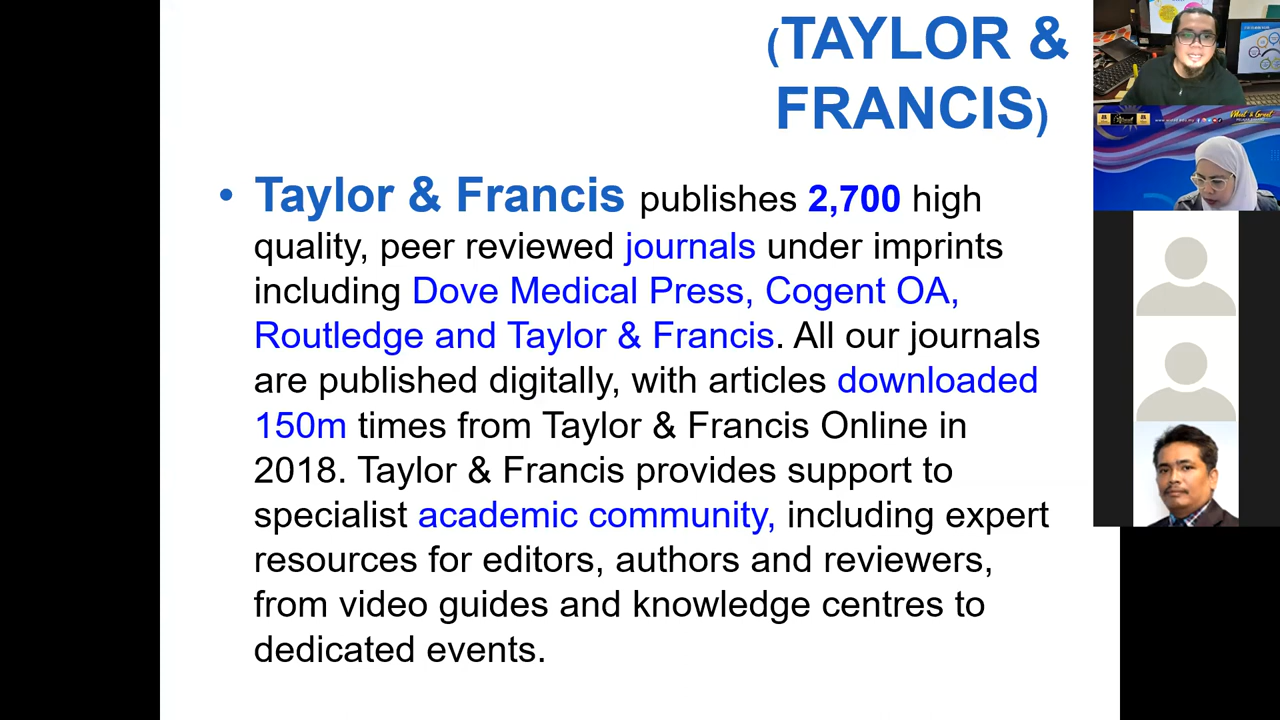 (TAYLOR &
FRANCIS)
• Taylor & Francis publishes 2,700 high
quality, peer reviewed journals under imprints
including Dove Medical Press, Cogent OA,
Routledge and Taylor & Francis. All our journals
are published digitally, with articles downloaded
150m times from Taylor & Francis Online in
2018. Taylor & Francis provides support to
specialist academic community, including expert
resources for editors, authors and reviewers,
from video guides and knowledge centres to
dedicated events.
Meet & Greet